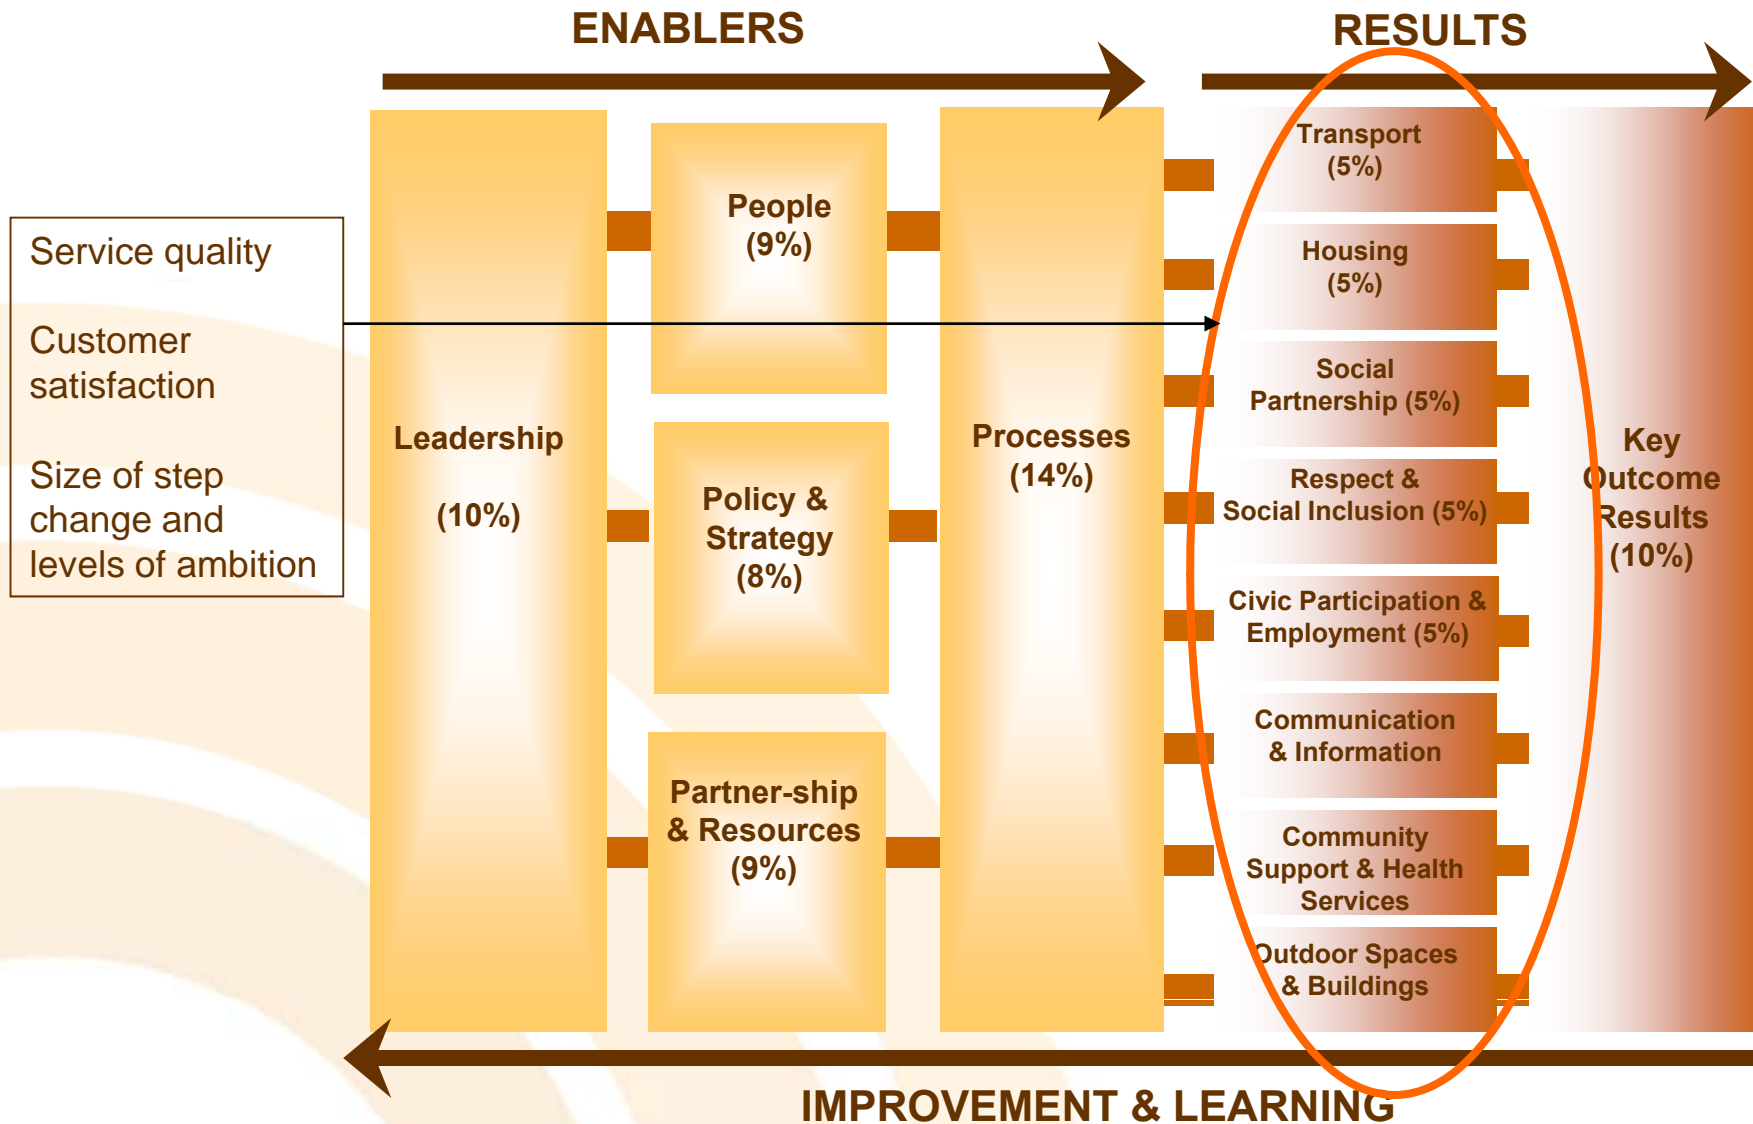 ENABLERS
RESULTS
Service quality
Customer
satisfaction
Size of step
change and
levels of ambition
Leadership
(10%)
People
(9%)
Policy &
Strategy
(8%)
Partner-ship
& Resources
(9%)
Processes
(14%)
Transport
(5%)
Housing
(5%)
Social
Partnership (5%)
Respect &
Social Inclusion (5%)
Civic Participation &
Employment (5%)
Communication
& Information
Community
Support & Health
Services
Outdoor Spaces
& Buildings
Key
Outcome
Results
(10%)
IMPROVEMENT & LEARNING